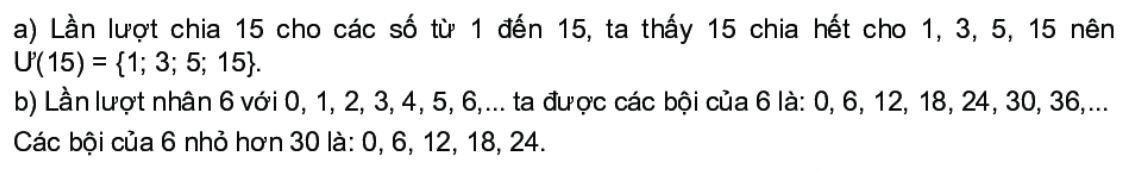 a) Lần lượt chia 15 cho các số từ 1 đến 15, ta thấy 15 chia hết cho 1, 3, 5, 15 nên
Ư(15) = {1; 3; 5; 15}.
b) Lần lượt nhân 6 với 0, 1, 2, 3, 4, 5, 6,... ta được các bội của 6 là: 0, 6, 12, 18, 24, 30, 36,...
Các bội của 6 nhỏ hơn 30 là: 0, 6, 12, 18, 24.